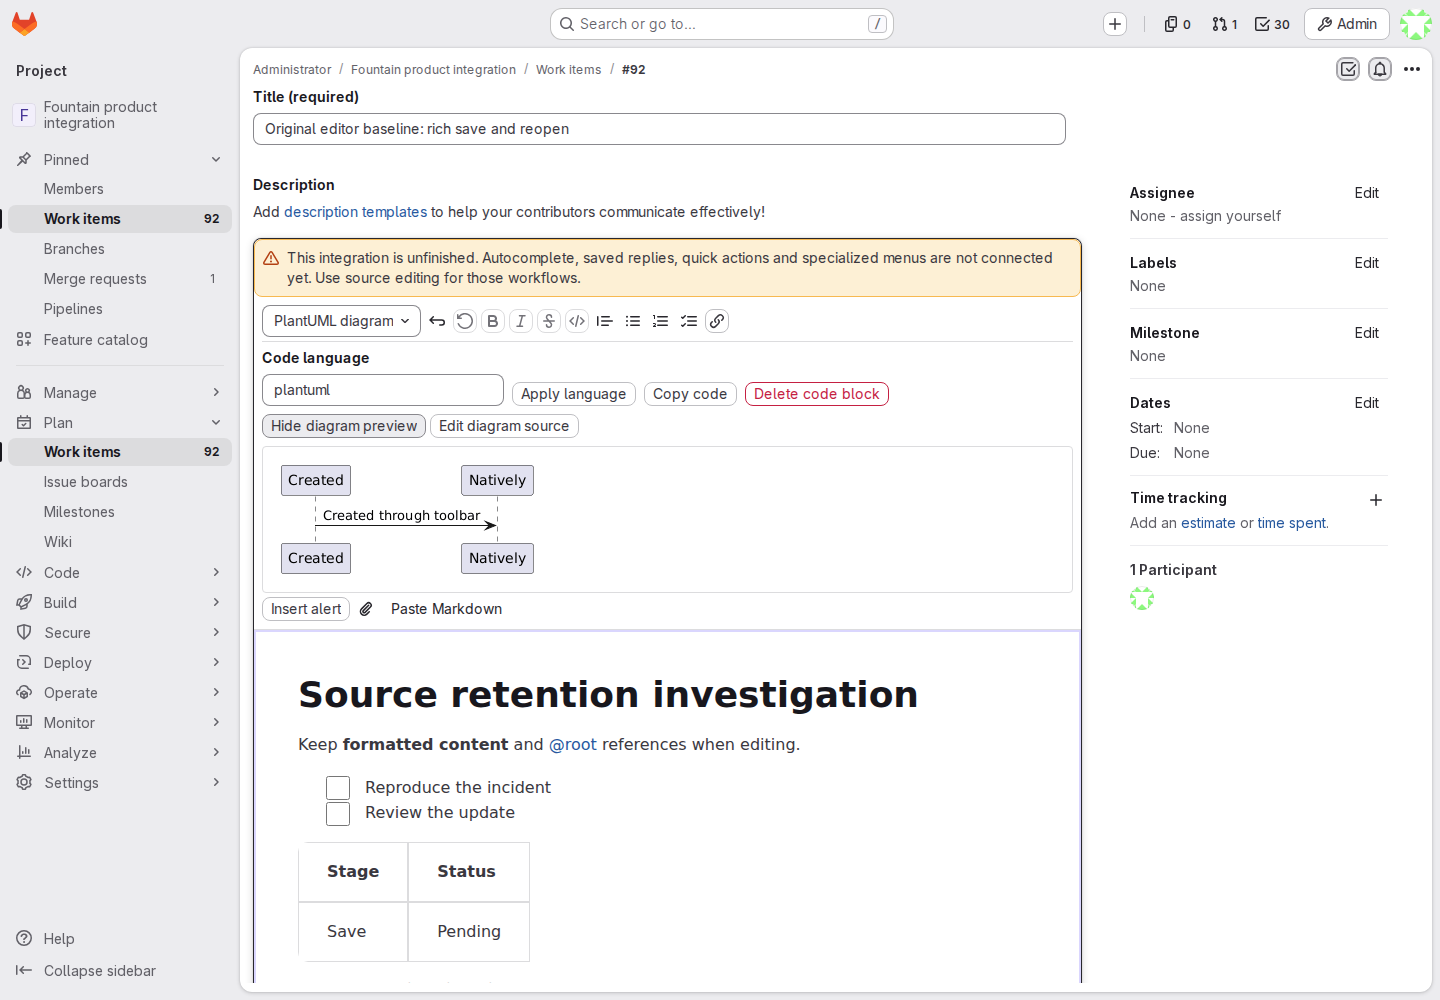 Search or go to...
/
0
1
30
Admin
Project
F
Fountain product
integration
Pinned
Members
Work items
92
Branches
Merge requests
1
Pipelines
Feature catalog
Manage
Plan
Work items
92
Issue boards
Milestones
Wiki
Code
Build
Secure
Deploy
Operate
Monitor
Analyze
Settings
Help
Collapse sidebar
Administrator / Fountain product integration / Work items / #92
Title (required)
Original editor baseline: rich save and reopen
Description
Add description templates to help your contributors communicate effectively!
This integration is unfinished. Autocomplete, saved replies, quick actions and specialized menus are not connected
yet. Use source editing for those workflows.
PlantUML diagram
Code language
plantuml
Apply language
Copy code
Delete code block
Hide diagram preview
Edit diagram source
Created
Natively
Created through toolbar
Created
Natively
Insert alert
Paste Markdown
Source retention investigation
Keep formatted content and @root references when editing.
Reproduce the incident
Review the update
Stage
Status
Save
Pending
Assignee
Edit
None - assign yourself
Labels
Edit
None
Milestone
Edit
None
Dates
Edit
Start: None
Due: None
Time tracking
Add an estimate or time spent.
1 Participant